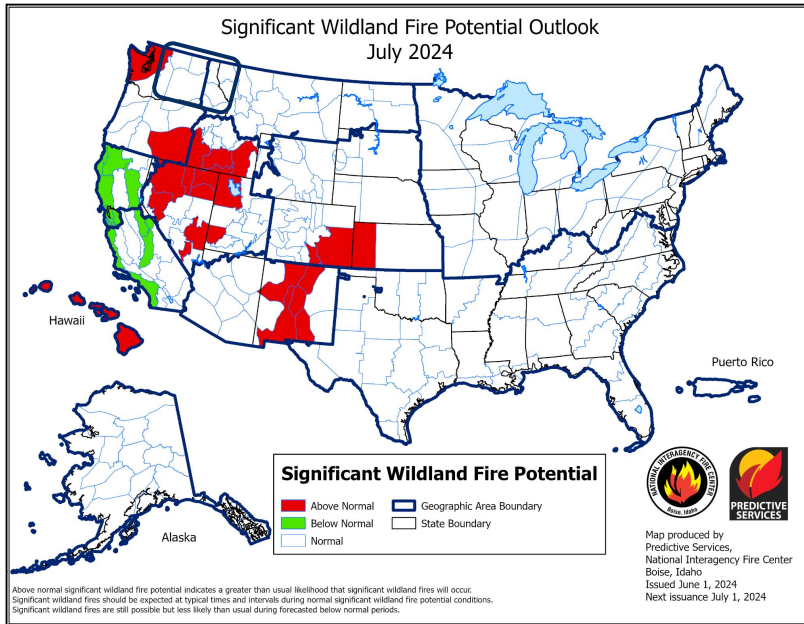 Significant Wildland Fire Potential Outlook
July 2024
Hawaii
Puerto Rico
Alaska
Significant Wildland Fire Potential
Above Normal
Geographic Area Boundary
Below Normal
State Boundary
Normal
NATIONAL INTERAGENCY FIRE CENTER
Boise, Idaho
PREDICTIVE
SERVICES
Map produced by
Predictive Services,
National Interagency Fire Center
Boise, Idaho
Issued June 1, 2024
Next issuance July 1, 2024
Above normal significant wildland fire potential indicates a greater than usual likelihood that significant wildland fires will occur.
Significant wildland fires should be expected at typical times and intervals during normal significant wildland fire potential conditions.
Significant wildland fires are still possible but less likely than usual during forecasted below normal periods.